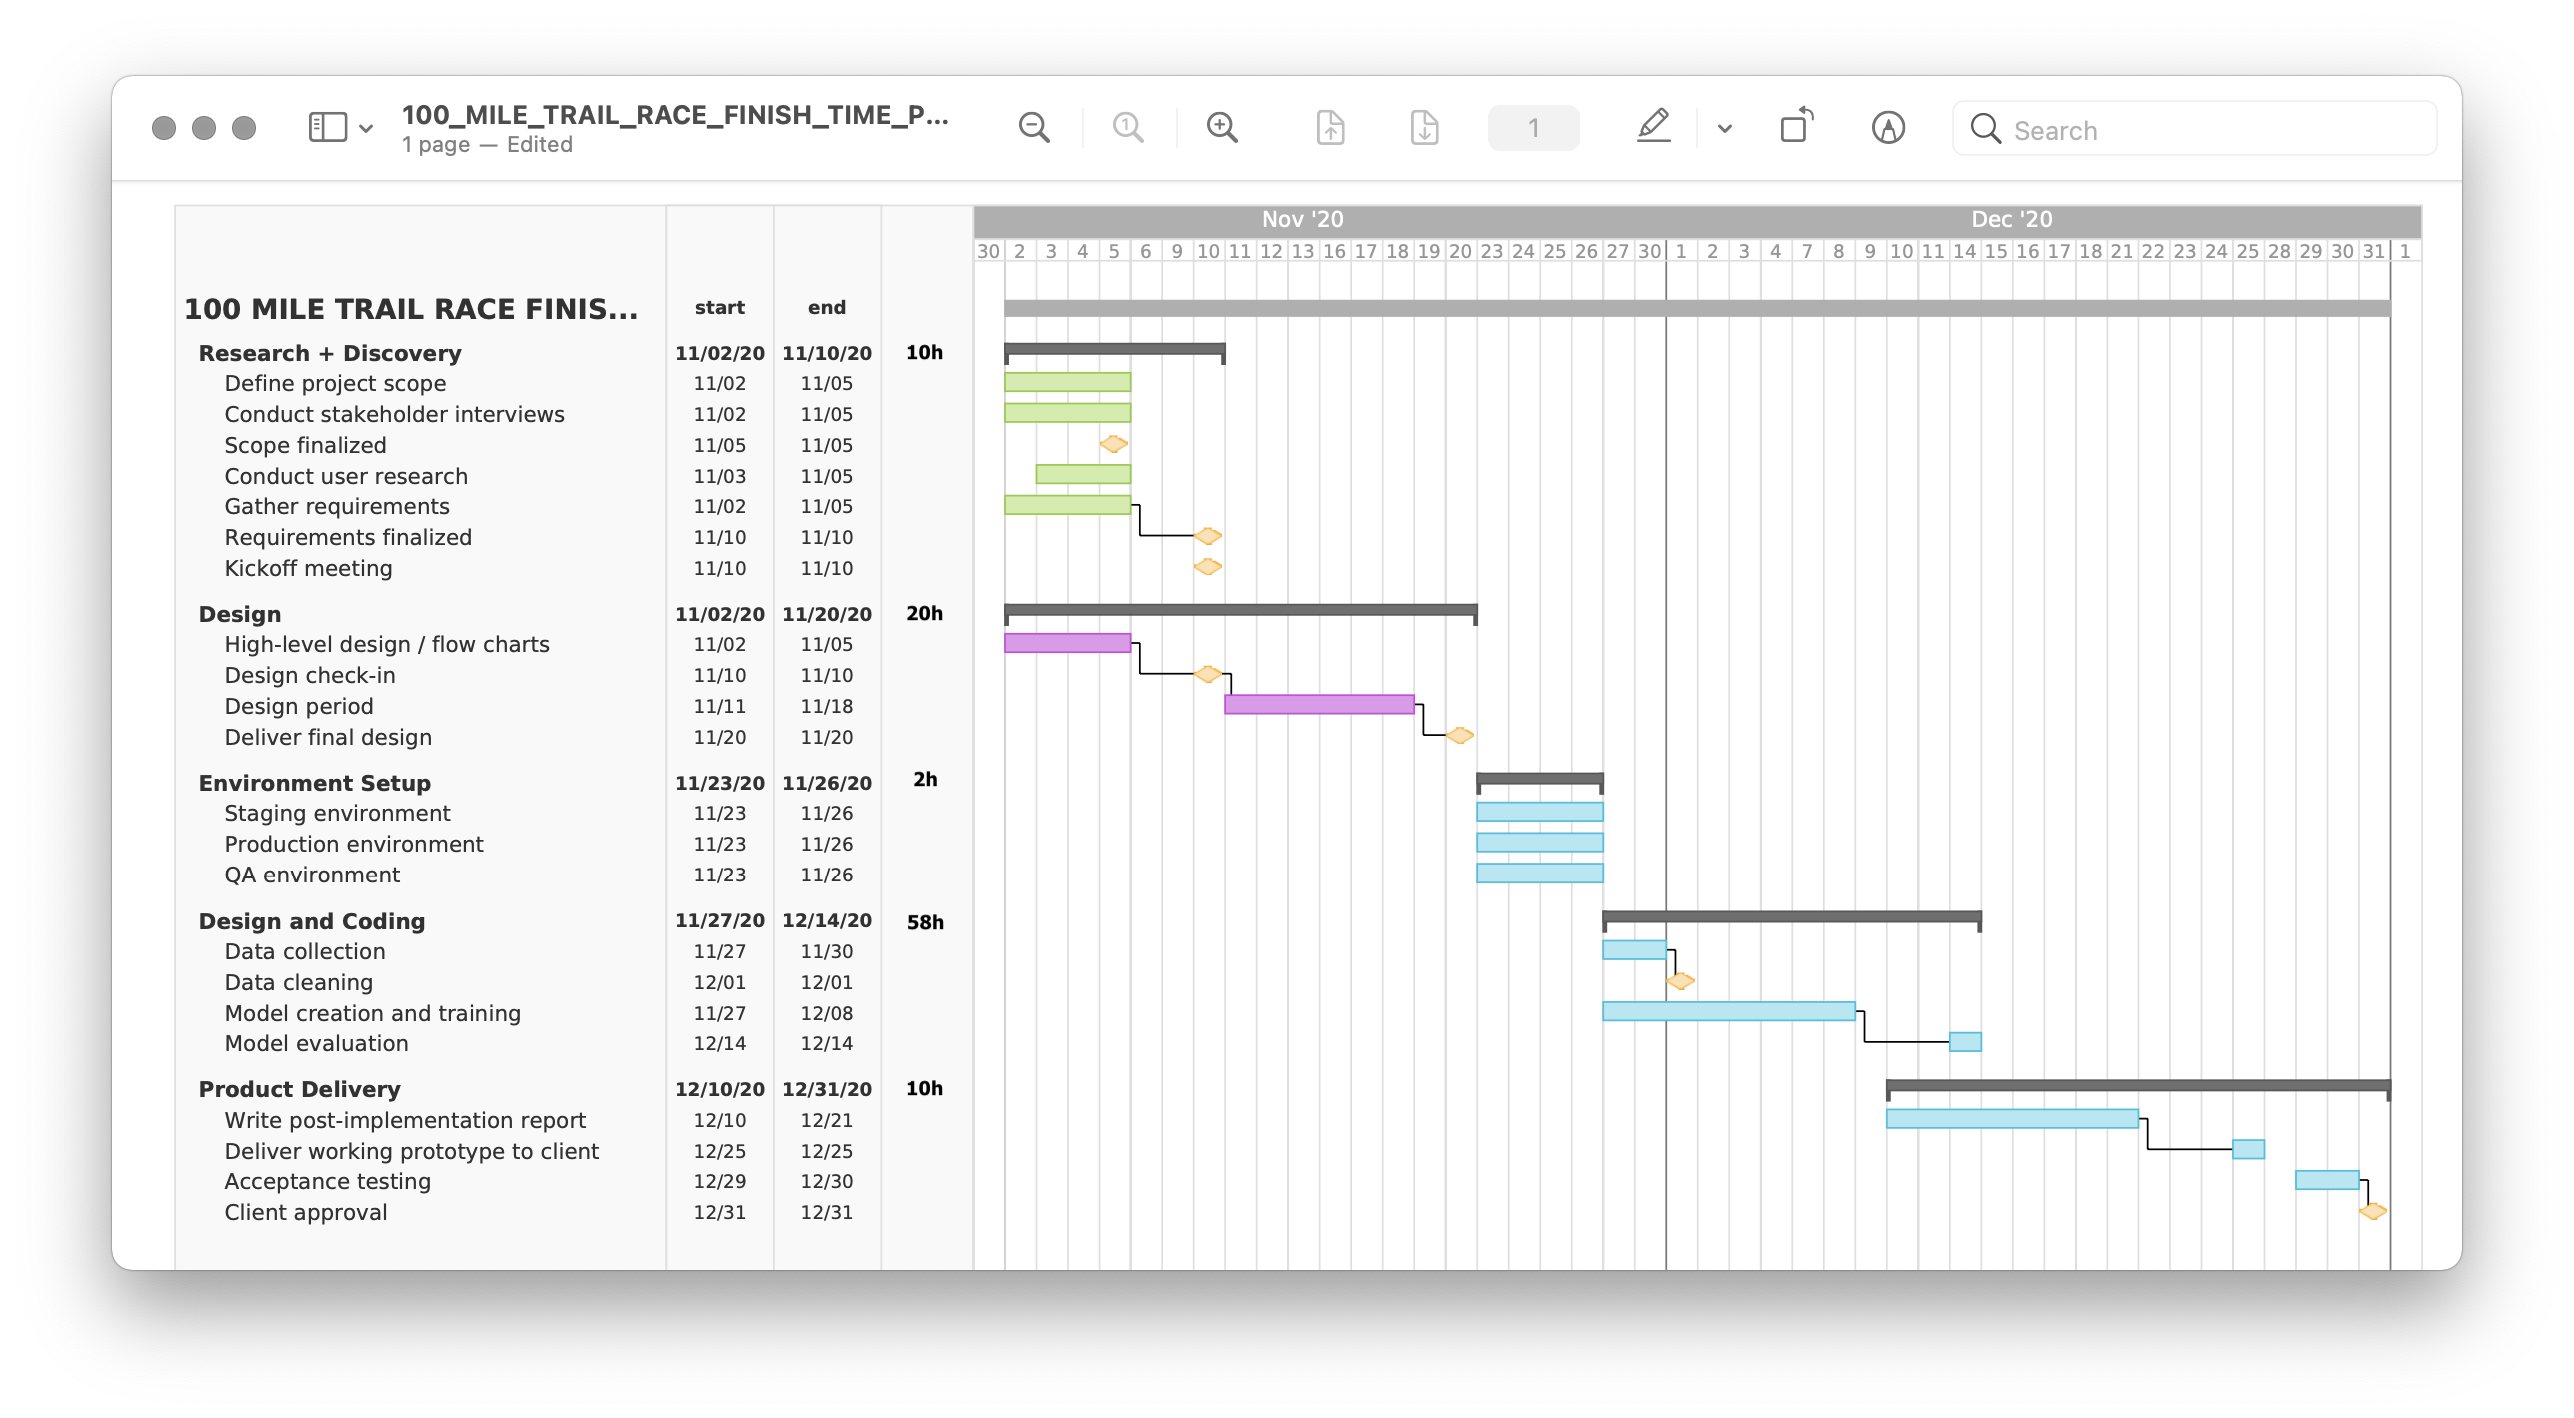 100_MILE_TRAIL_RACE_FINISH_TIME_P...
1 page — Edited
1
1
Search
Nov '20 Dec '20
30 2 3 4 5 6 9 10 11 12 13 16 17 18 19 20 23 24 25 26 27 30 1 2 3 4 7 8 9 10 11 14 15 16 17 18 21 22 23 24 25 28 29 30 31 1
100 MILE TRAIL RACE FINIS... start end
Research + Discovery 11/02/20 11/10/20 10h
Define project scope 11/02 11/05
Conduct stakeholder interviews 11/02 11/05
Scope finalized 11/05 11/05
Conduct user research 11/03 11/05
Gather requirements 11/02 11/05
Requirements finalized 11/10 11/10
Kickoff meeting 11/10 11/10
Design 11/02/20 11/20/20 20h
High-level design / flow charts 11/02 11/05
Design check-in 11/10 11/10
Design period 11/11 11/18
Deliver final design 11/20 11/20
Environment Setup 11/23/20 11/26/20 2h
Staging environment 11/23 11/26
Production environment 11/23 11/26
QA environment 11/23 11/26
Design and Coding 11/27/20 12/14/20 58h
Data collection 11/27 11/30
Data cleaning 12/01 12/01
Model creation and training 11/27 12/08
Model evaluation 12/14 12/14
Product Delivery 12/10/20 12/31/20 10h
Write post-implementation report 12/10 12/21
Deliver working prototype to client 12/25 12/25
Acceptance testing 12/29 12/30
Client approval 12/31 12/31